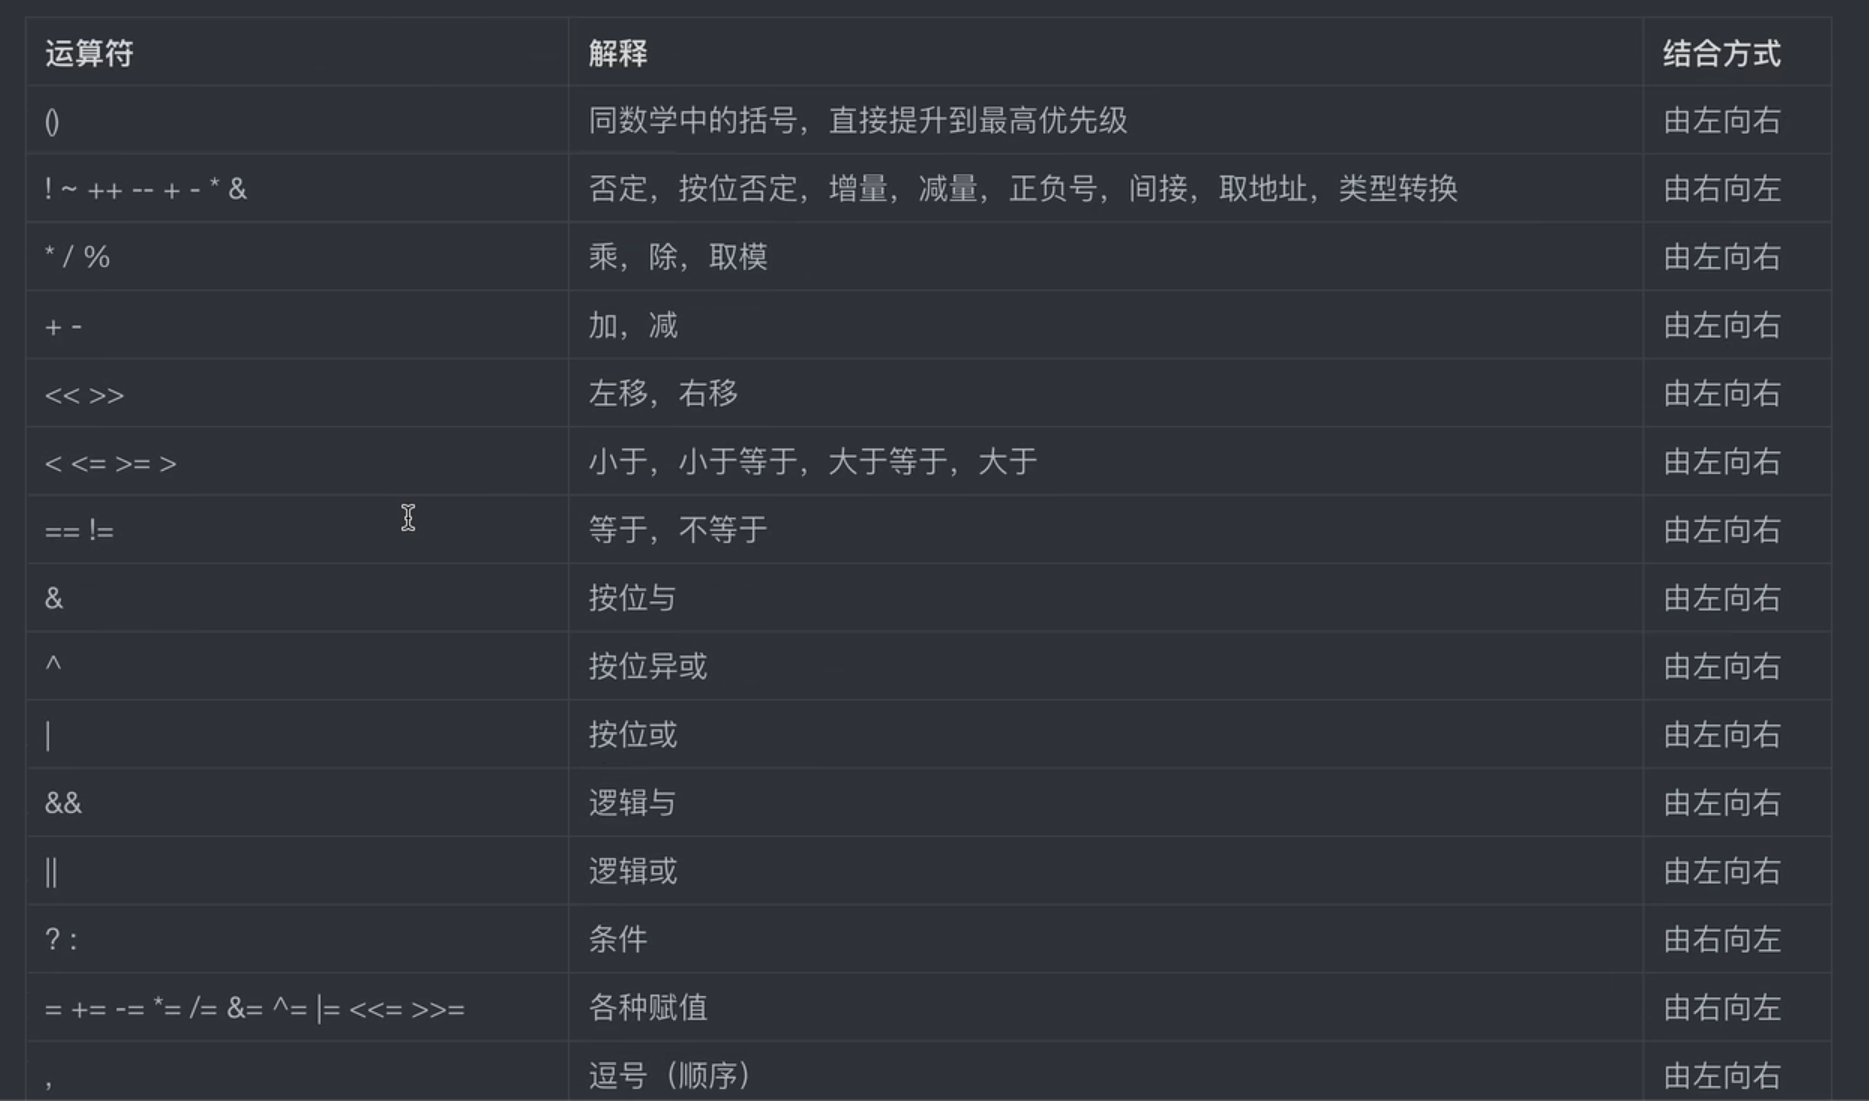 运算符 解释 结合方式
() 同数学中的括号，直接提升到最高优先级 由左向右
! ~ ++ -- + - * & 否定，按位否定，增量，减量，正负号，间接，取地址，类型转换 由右向左
* / % 乘，除，取模 由左向右
+ - 加，减 由左向右
<< >> 左移，右移 由左向右
< <= >= > 小于，小于等于，大于等于，大于 由左向右
== != 等于，不等于 由左向右
& 按位与 由左向右
^ 按位异或 由左向右
| 按位或 由左向右
&& 逻辑与 由左向右
|| 逻辑或 由左向右
? : 条件 由右向左
= += -= *= /= &= ^= |= <<= >>= 各种赋值 由右向左
, 逗号（顺序） 由左向右